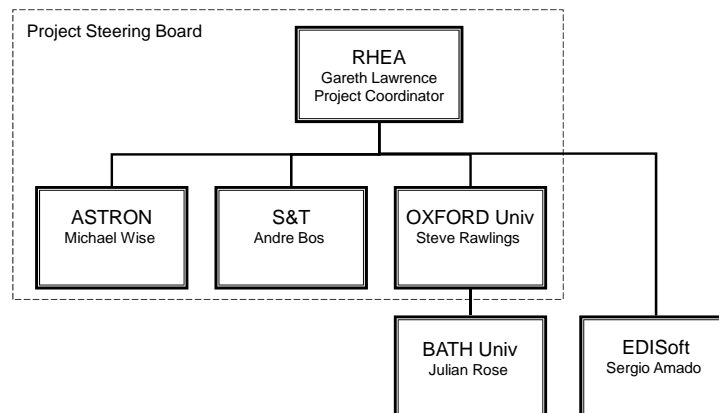 Project Steering Board
RHEA
Gareth Lawrence
Project Coordinator
ASTRON
Michael Wise
S&T
Andre Bos
OXFORD Univ
Steve Rawlings
BATH Univ
Julian Rose
EDISoft
Sergio Amado